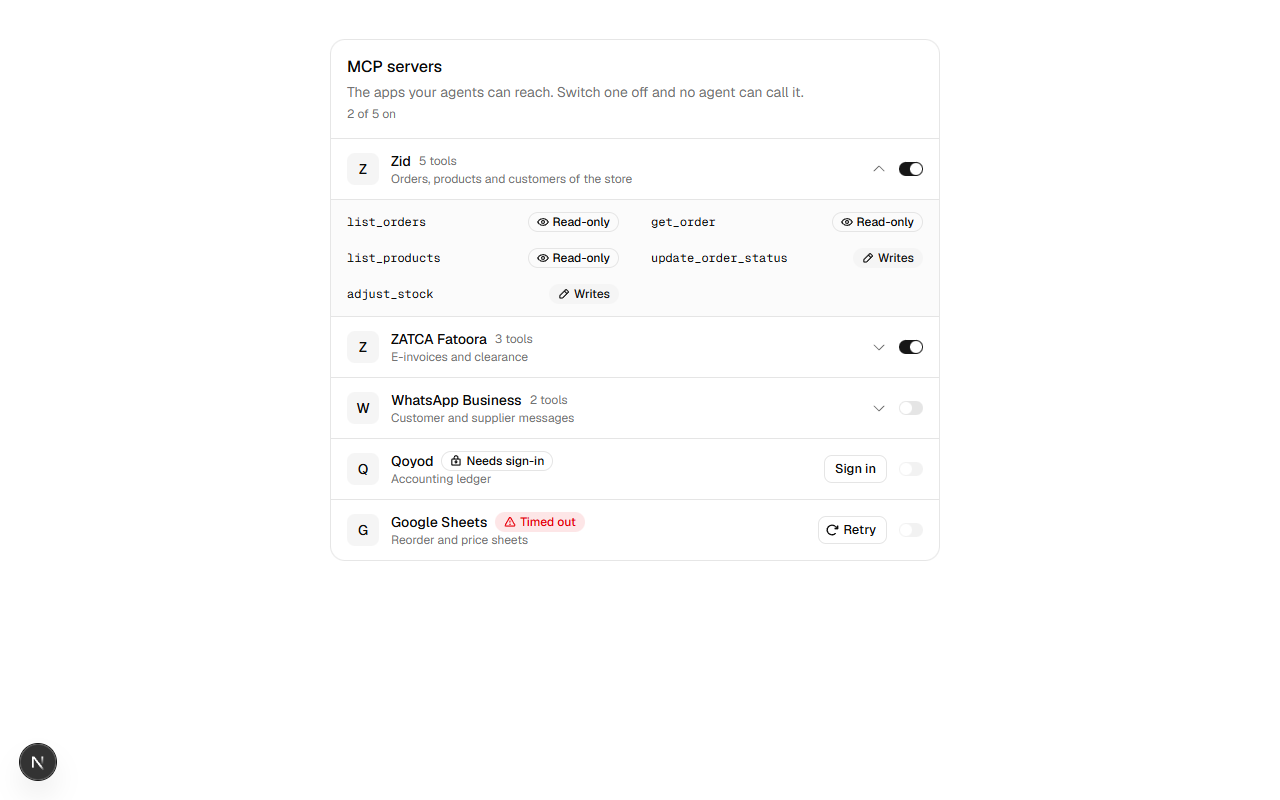 MCP servers
The apps your agents can reach. Switch one off and no agent can call it.
2 of 5 on
Z Zid 5 tools
Orders, products and customers of the store
list_orders Read-only get_order Read-only
list_products Read-only update_order_status Writes
adjust_stock Writes
Z ZATCA Fatoora 3 tools
E-invoices and clearance
W WhatsApp Business 2 tools
Customer and supplier messages
Q Qoyod Needs sign-in Sign in
Accounting ledger
G Google Sheets Timed out Retry
Reorder and price sheets
N